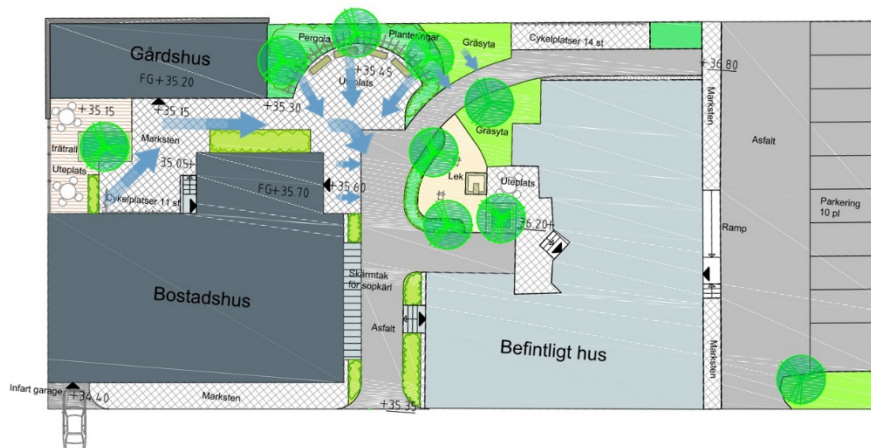 Gårdshus
FG+35.20
Pergola
Planteringar
+35.45
Uteplats
Gräsyta
Cykelplatser 14 st
+36.80
Marksten
Asfalt
Parkering
10 pl
Ramp
Marksten
+35.15
+35.15
+35.30
Marksten
trätrall
Uteplats
35.05+
Cykelplatser 11 st
FG+35.70
+35.60
Gräsyta
Lek
Uteplats
+36.20
Bostadshus
Skärmtak
för sopkärl
Asfalt
Befintligt hus
Infart garage
+34.40
Marksten
+35.35